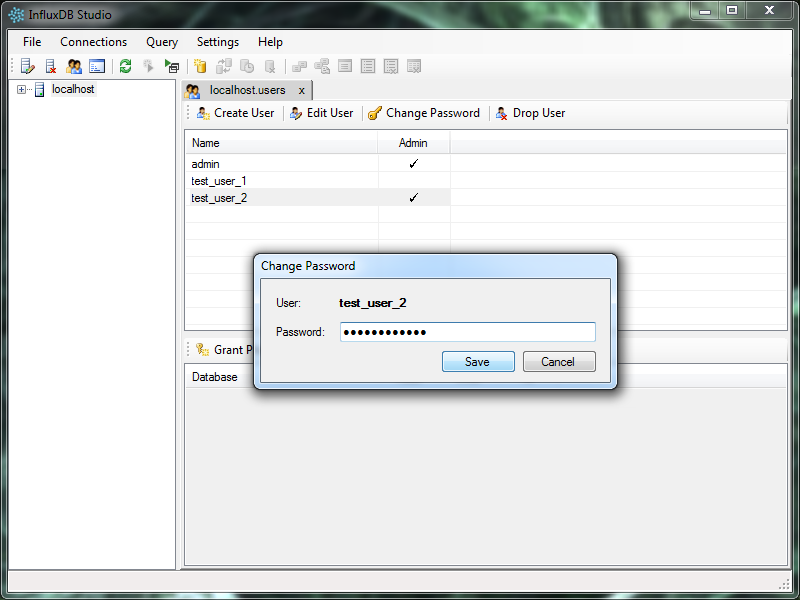 InfluxDB Studio
File Connections Query Settings Help
localhost
localhost.users x
Create User Edit User Change Password Drop User
Name Admin
admin ✓
test_user_1
test_user_2 ✓
Change Password
User: test_user_2
Password: ●●●●●●●●●●●●
Save Cancel
Grant P
Database